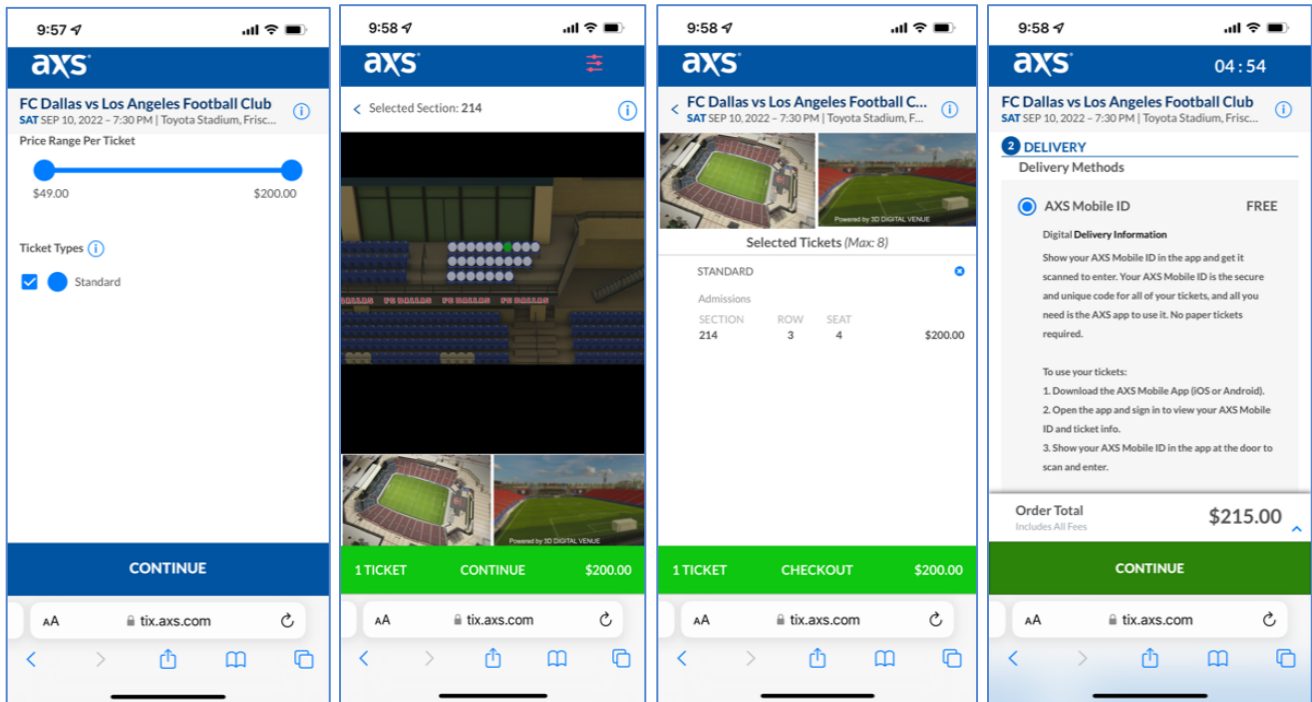 9:57
axs
FC Dallas vs Los Angeles Football Club
SAT SEP 10, 2022 – 7:30 PM | Toyota Stadium, Frisc...
Price Range Per Ticket
$49.00 $200.00
Ticket Types
Standard
CONTINUE
AA tix.axs.com
9:58
axs
Selected Section: 214
FC DALLAS FC DALLAS FC DALLAS FC DALLAS
Powered by 3D DIGITAL VENUE
1 TICKET CONTINUE $200.00
AA tix.axs.com
9:58
axs
FC Dallas vs Los Angeles Football C...
SAT SEP 10, 2022 – 7:30 PM | Toyota Stadium, F...
Powered by 3D DIGITAL VENUE
Selected Tickets (Max: 8)
STANDARD
Admissions
SECTION ROW SEAT
214 3 4 $200.00
1 TICKET CHECKOUT $200.00
AA tix.axs.com
9:58
axs 04 : 54
FC Dallas vs Los Angeles Football Club
SAT SEP 10, 2022 – 7:30 PM | Toyota Stadium, Frisc...
2 DELIVERY
Delivery Methods
AXS Mobile ID FREE
Digital Delivery Information
Show your AXS Mobile ID in the app and get it
scanned to enter. Your AXS Mobile ID is the secure
and unique code for all of your tickets, and all you
need is the AXS app to use it. No paper tickets
required.
To use your tickets:
1. Download the AXS Mobile App (iOS or Android).
2. Open the app and sign in to view your AXS Mobile
ID and ticket info.
3. Show your AXS Mobile ID in the app at the door to
scan and enter.
Order Total $215.00
Includes All Fees
CONTINUE
AA tix.axs.com